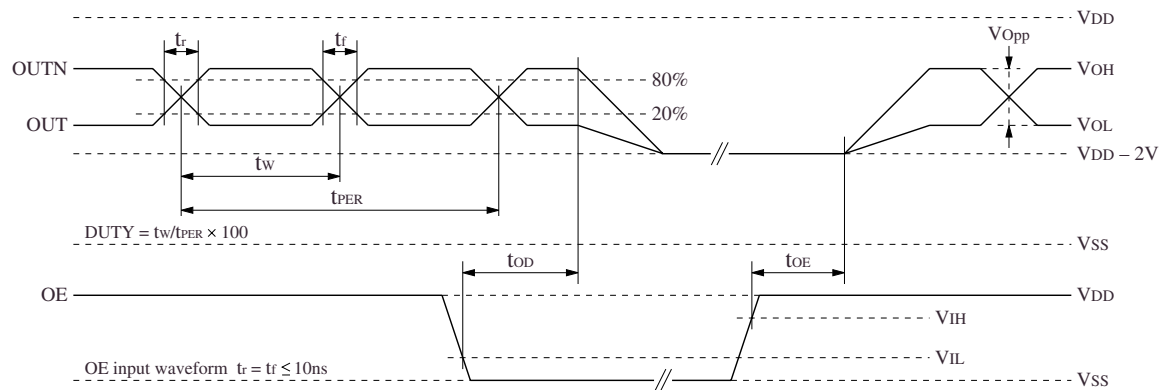 VDD
tr
tf
VOpp
OUTN
80%
VOH
20%
OUT
VOL
VDD – 2V
tW
tPER
DUTY = tW/tPER × 100
VSS
tOD
tOE
OE
VDD
VIH
VIL
OE input waveform tr = tf ≤ 10ns
VSS